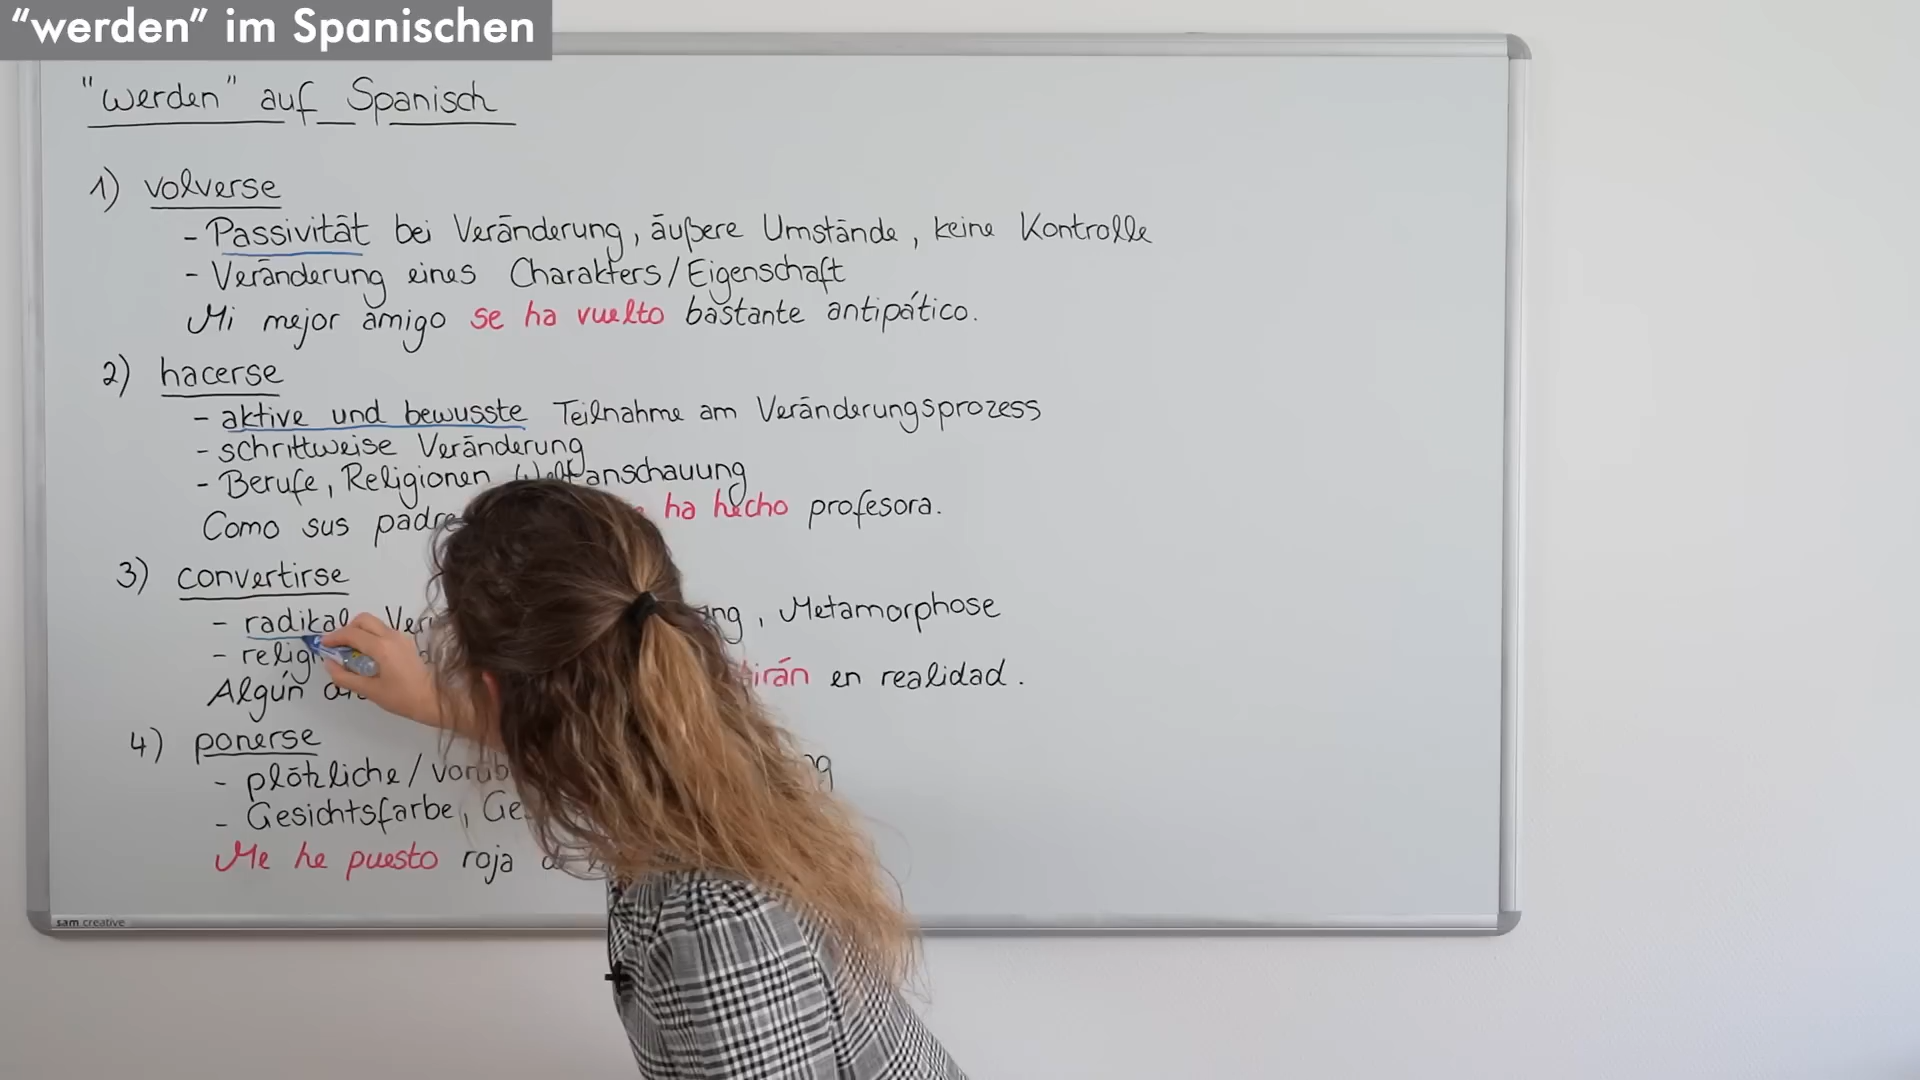 “werden” im Spanischen
"werden" auf Spanisch
1) volverse
- Passivität bei Veränderung, äußere Umstände, keine Kontrolle
- Veränderung eines Charakters/Eigenschaft
Mi mejor amigo se ha vuelto bastante antipático.
2) hacerse
- aktive und bewusste Teilnahme am Veränderungsprozess
- schrittweise Veränderung
- Berufe, Religionen, Weltanschauung
Como sus padre ha hecho profesora.
3) convertirse
- radikal , Metamorphose
-
Algún en realidad.
4) ponerse
- plötzliche/
- Gesichtsfarbe,
Me he puesto roja
sam creative